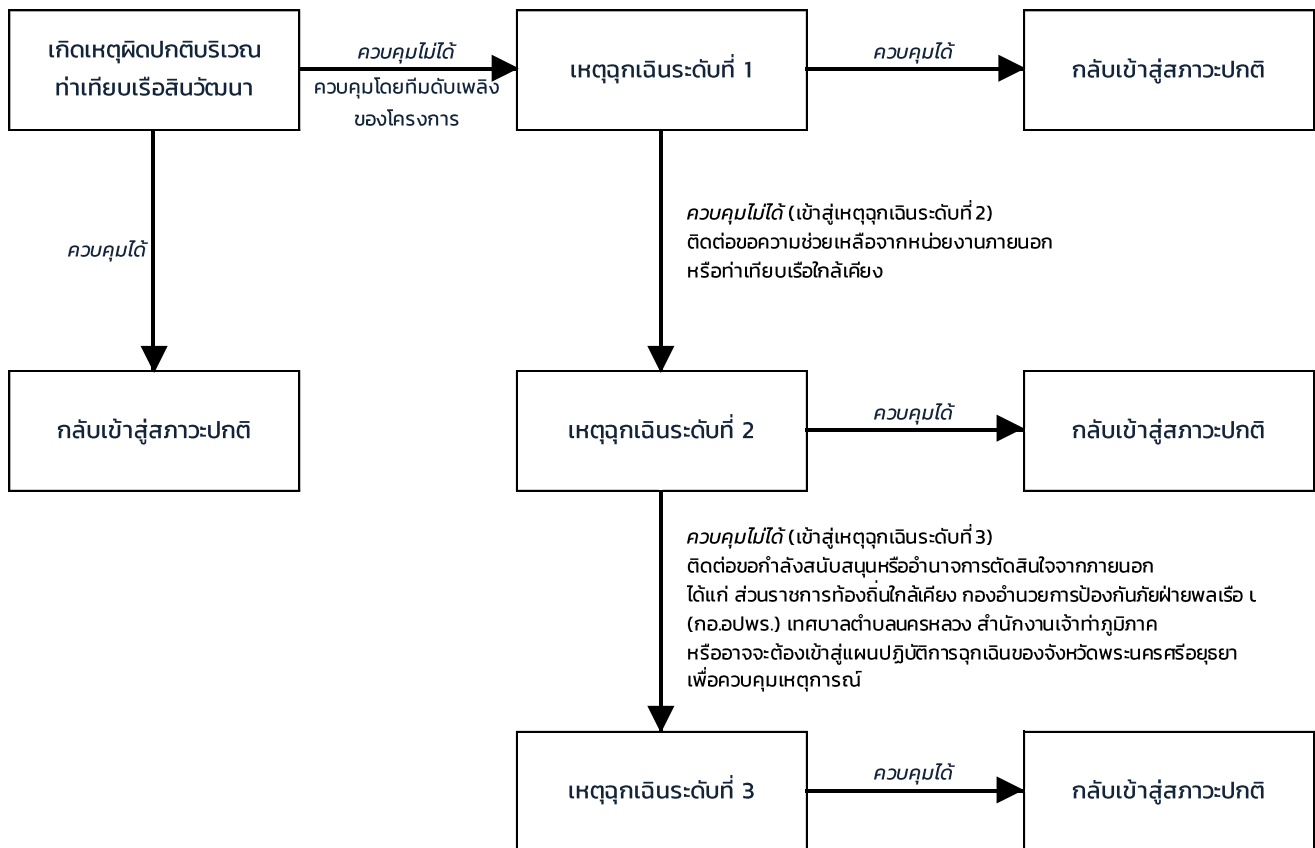 เกิดเหตุผิดปกติบริเวณ
ท่าเทียบเรือสินวัฒนา
ควบคุมไม่ได้
ควบคุมโดยทีมดับเพลิง
ของโครงการ
เหตุฉุกเฉินระดับที่ 1
ควบคุมได้
กลับเข้าสู่สภาวะปกติ
ควบคุมได้
ควบคุมไม่ได้ (เข้าสู่เหตุฉุกเฉินระดับที่ 2)
ติดต่อขอความช่วยเหลือจากหน่วยงานภายนอก
หรือท่าเทียบเรือใกล้เคียง
กลับเข้าสู่สภาวะปกติ
เหตุฉุกเฉินระดับที่ 2
ควบคุมได้
กลับเข้าสู่สภาวะปกติ
ควบคุมไม่ได้ (เข้าสู่เหตุฉุกเฉินระดับที่ 3)
ติดต่อขอกำลังสนับสนุนหรืออำนาจการตัดสินใจจากภายนอก
ได้แก่ ส่วนราชการท้องถิ่นใกล้เคียง กองอำนวยการป้องกันภัยฝ่ายพลเรือ
(กอ.อปพร.) เทศบาลตำบลนครหลวง สำนักงานเจ้าท่าภูมิภาค
หรืออาจจะต้องเข้าสู่แผนปฏิบัติการฉุกเฉินของจังหวัดพระนครศรีอยุธยา
เพื่อควบคุมเหตุการณ์
เหตุฉุกเฉินระดับที่ 3
ควบคุมได้
กลับเข้าสู่สภาวะปกติ